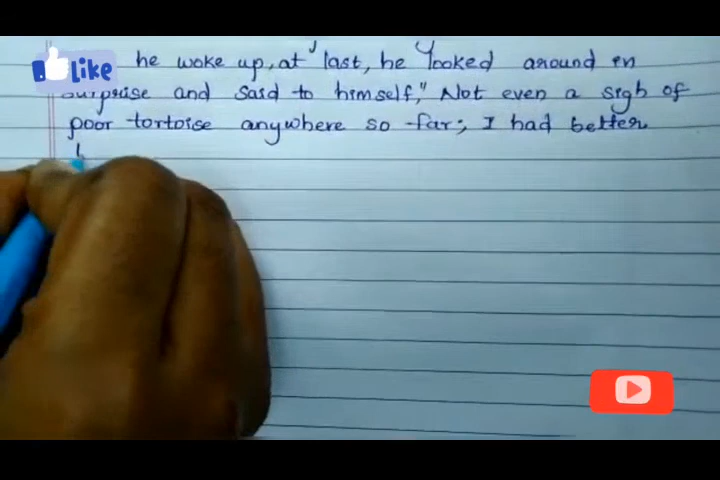 Like
he woke up, at last, he looked around in
surprise and said to himself," Not even a sigh of
poor tortoise anywhere so far; I had better